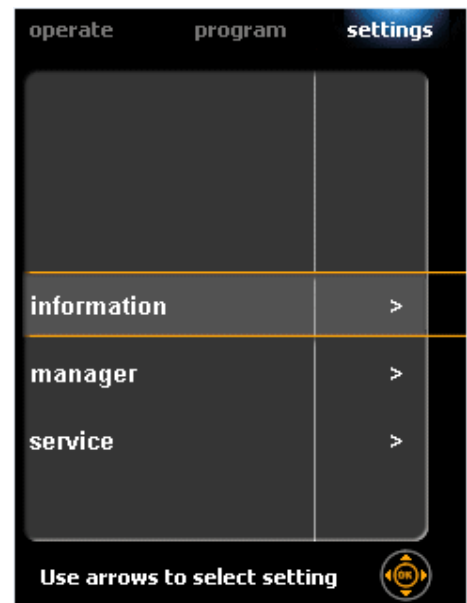 operate program settings
information >
manager >
service >
Use arrows to select setting OK